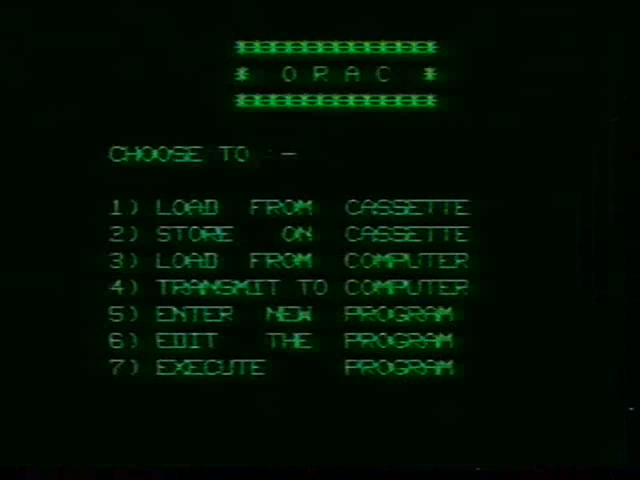 *************
* O R A C *
*************
CHOOSE TO :-
1) LOAD FROM CASSETTE
2) STORE ON CASSETTE
3) LOAD FROM COMPUTER
4) TRANSMIT TO COMPUTER
5) ENTER NEW PROGRAM
6) EDIT THE PROGRAM
7) EXECUTE PROGRAM